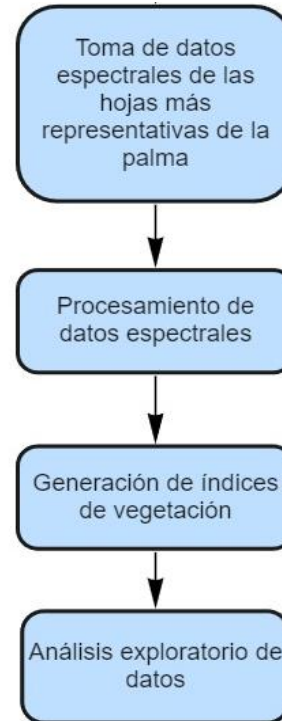 Toma de datos
espectrales de las
hojas más
representativas de la
palma
Procesamiento de
datos espectrales
Generación de índices
de vegetación
Análisis exploratorio de
datos